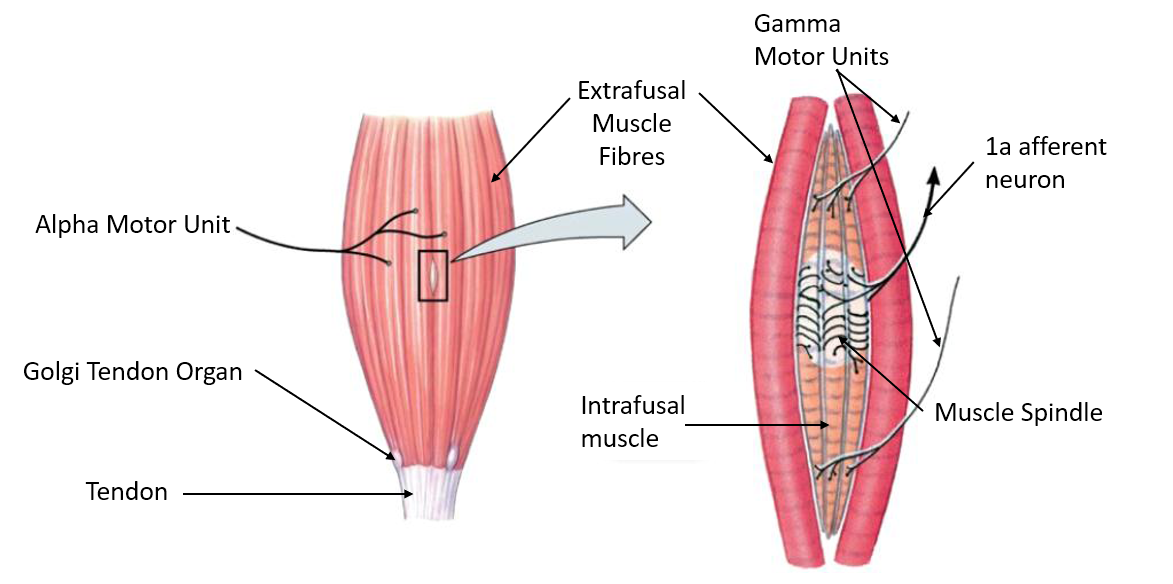 Gamma
Motor Units
Extrafusal
Muscle
Fibres
1a afferent
neuron
Alpha Motor Unit
Golgi Tendon Organ
Intrafusal
muscle
Muscle Spindle
Tendon